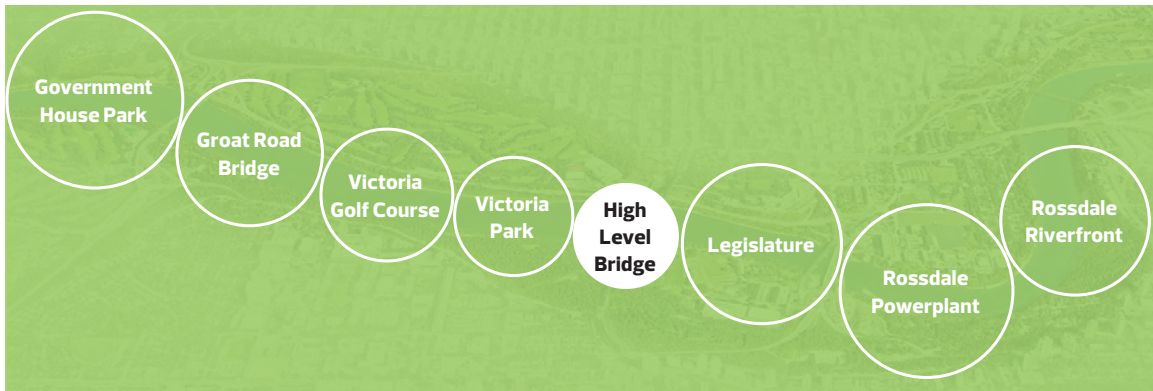 Government
House Park
Groat Road
Bridge
Victoria
Golf Course
Victoria
Park
High
Level
Bridge
Legislature
Rossdale
Powerplant
Rossdale
Riverfront